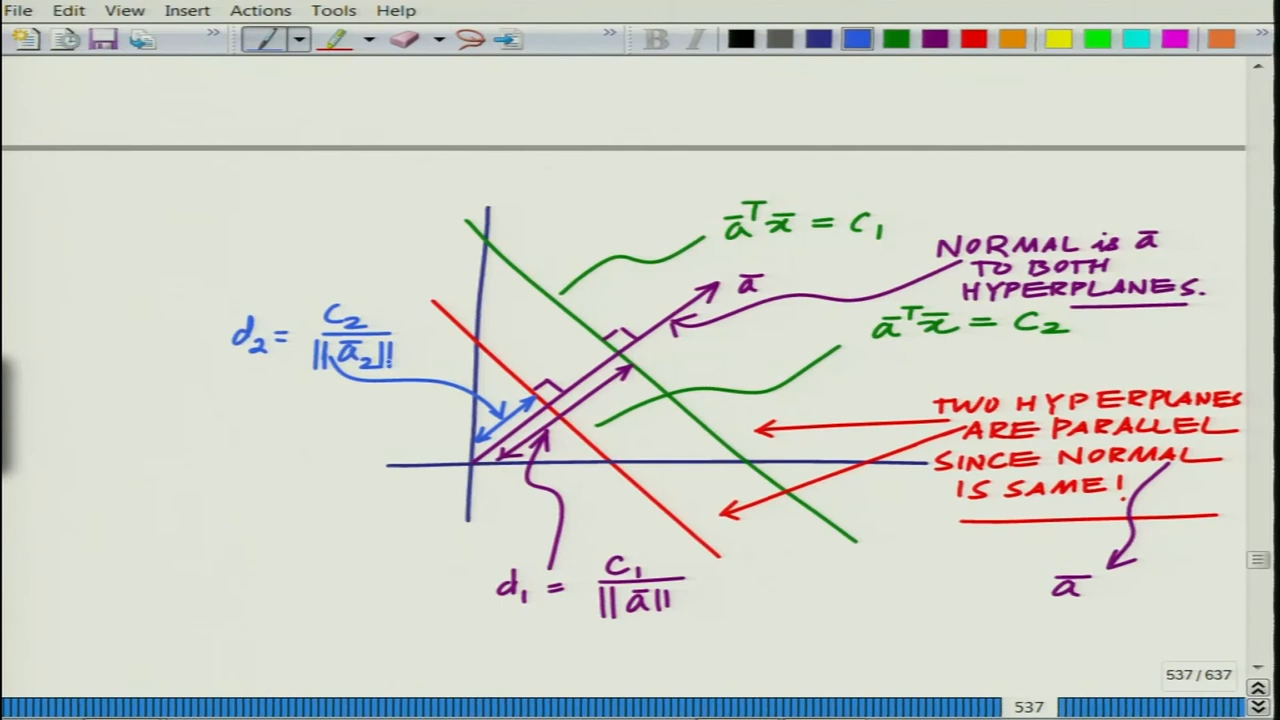 File Edit View Insert Actions Tools Help
B I
āᵀx̄ = C₁
NORMAL is ā
TO BOTH
HYPERPLANES.
ā
āᵀx̄ = C₂
d₂ = C₂ / ||ā₂||
TWO HYPERPLANES
ARE PARALLEL
SINCE NORMAL
IS SAME!
ā
d₁ = C₁ / ||ā||
537 / 637
537